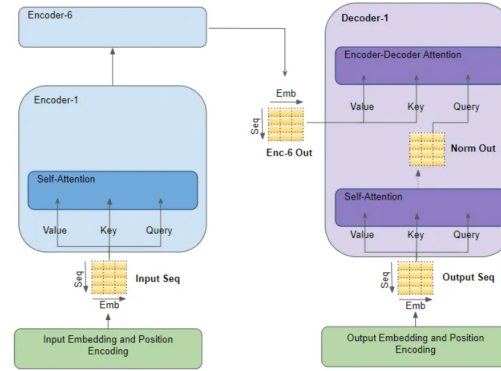 Encoder-6
Decoder-1
Encoder-Decoder Attention
Emb
Encoder-1
Value Key Query
Seq
Enc-6 Out
Norm Out
Self-Attention
Self-Attention
Value Key Query
Value Key Query
Seq
Input Seq
Emb
Seq
Output Seq
Emb
Input Embedding and Position
Encoding
Output Embedding and Position
Encoding